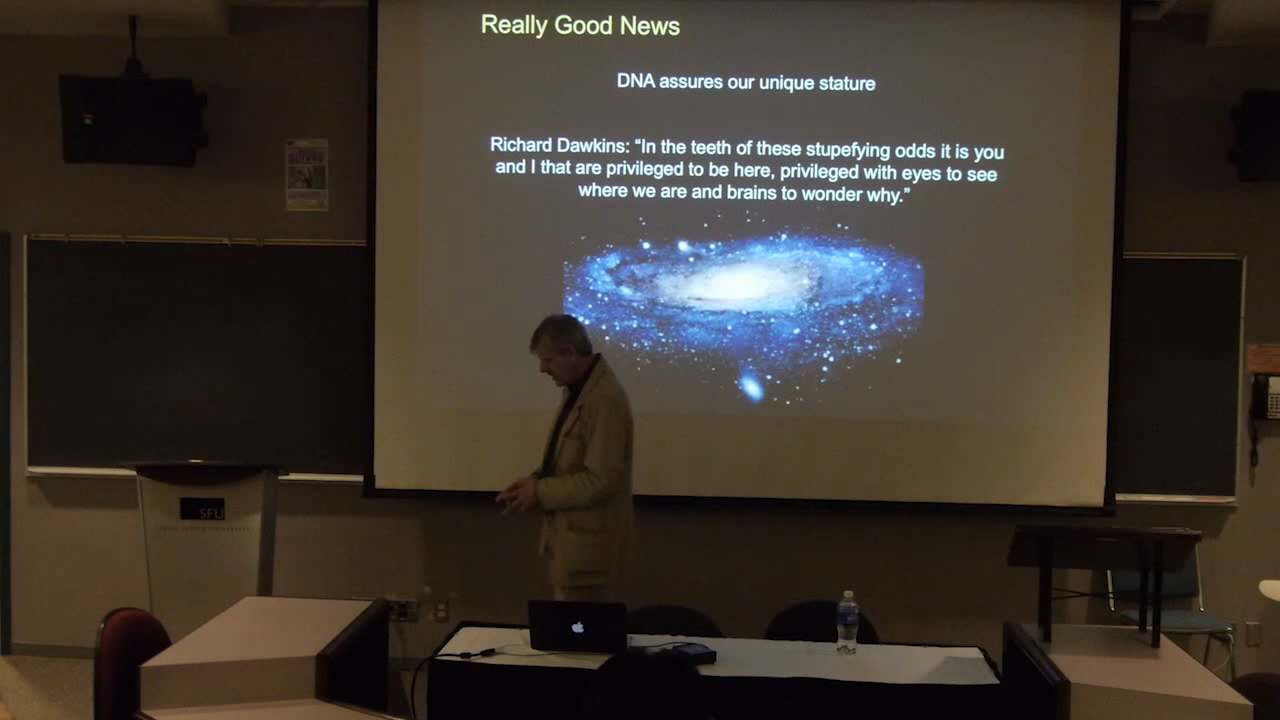 Really Good News
DNA assures our unique stature
Richard Dawkins: “In the teeth of these stupefying odds it is you
and I that are privileged to be here, privileged with eyes to see
where we are and brains to wonder why.”
SFU